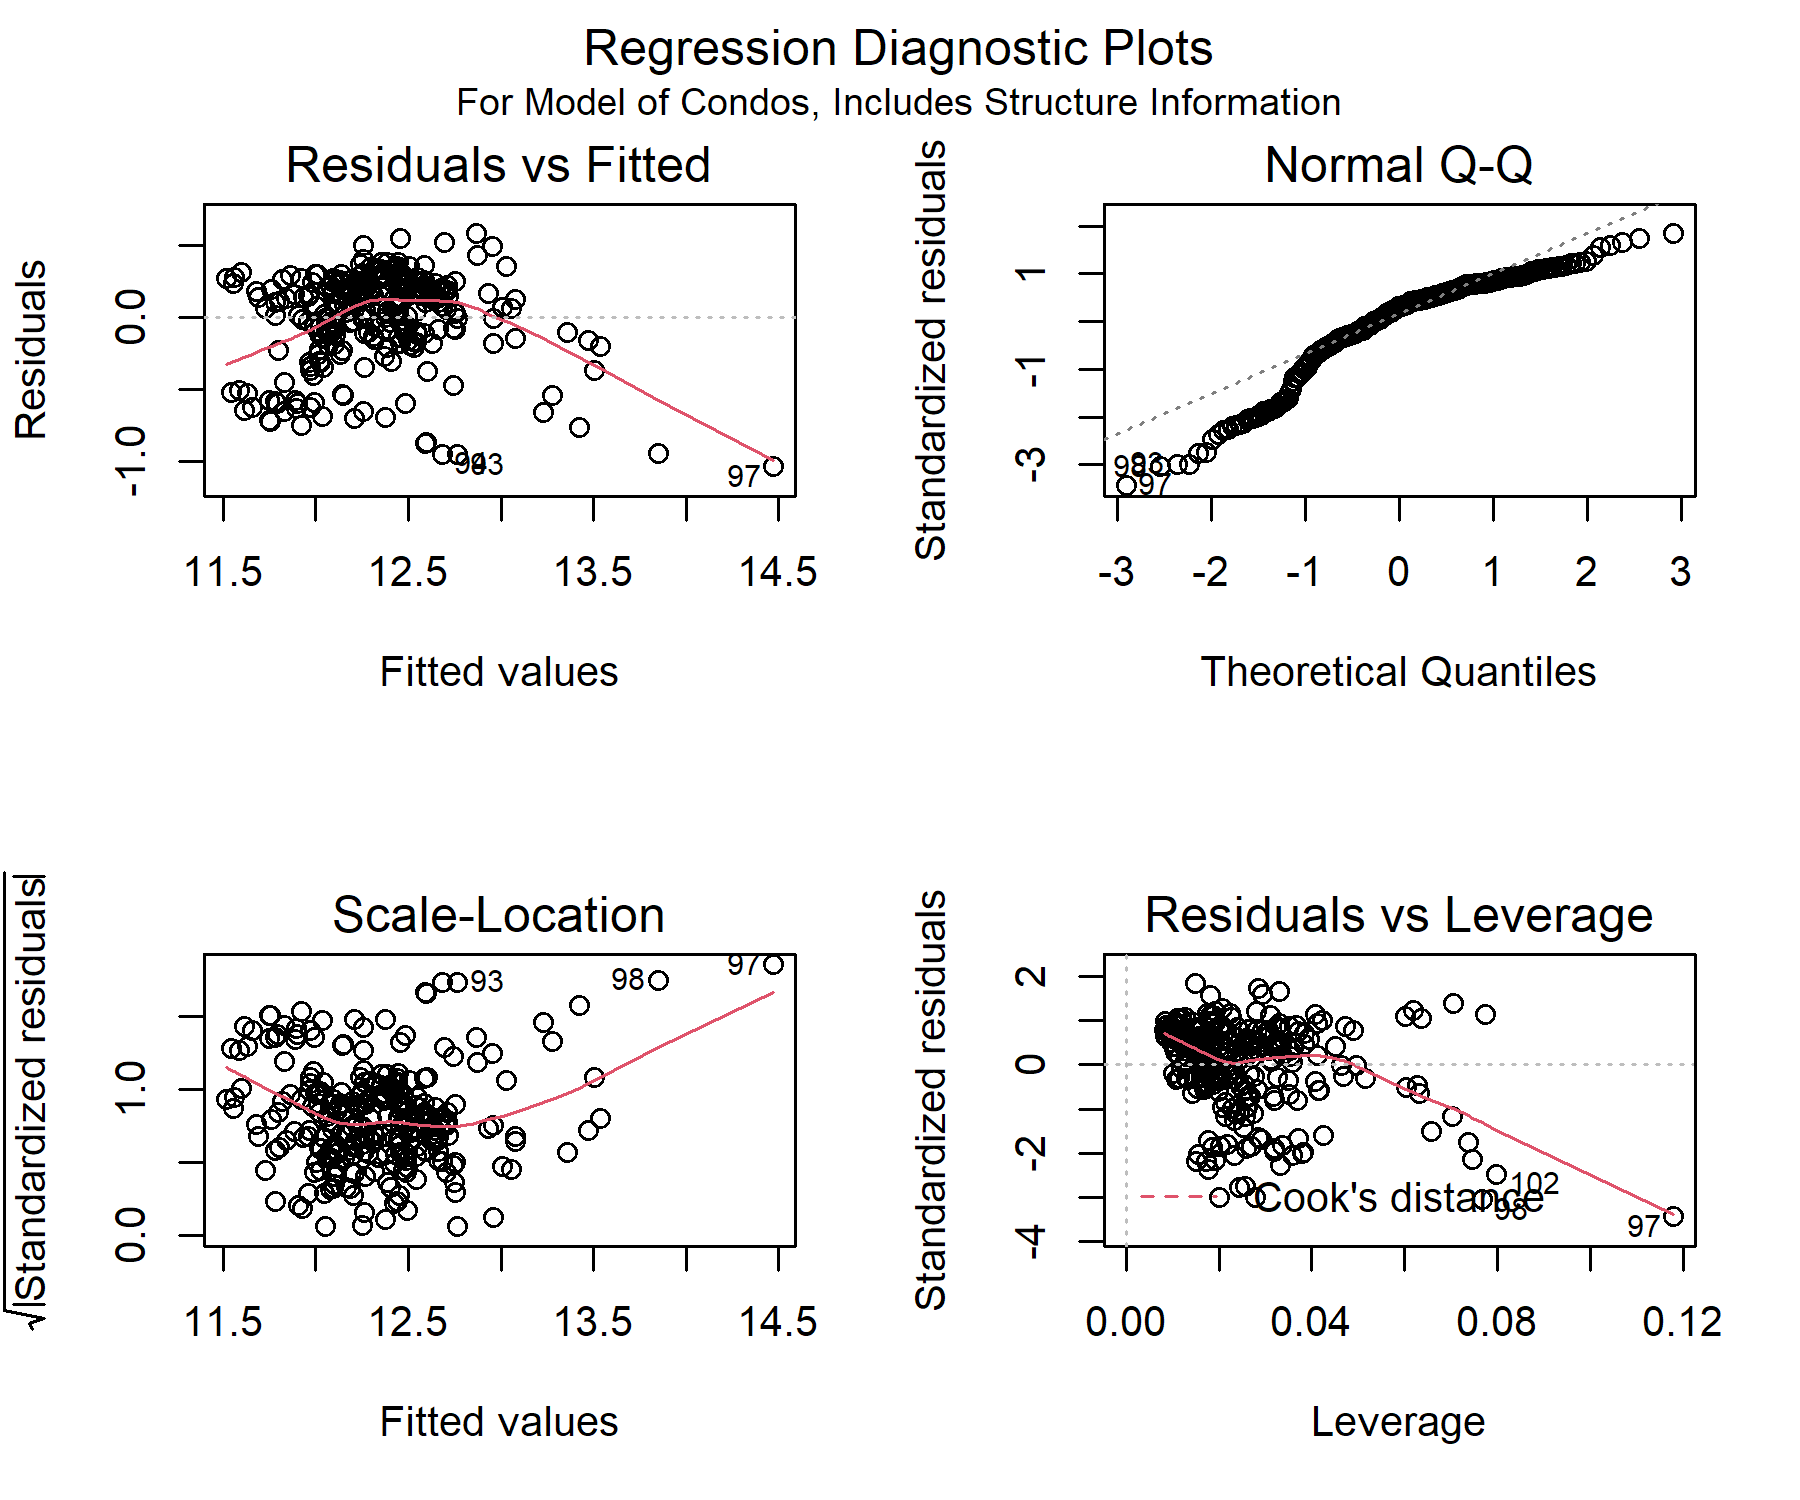 Regression Diagnostic Plots
For Model of Condos, Includes Structure Information
Residuals vs Fitted
Residuals
0.0
-1.0
93
97
11.5 12.5 13.5 14.5
Fitted values
Normal Q-Q
Standardized residuals
1
-1
-3
98 93
97
-3 -2 -1 0 1 2 3
Theoretical Quantiles
Scale-Location
√|Standardized residuals|
1.0
0.0
93
98
97
11.5 12.5 13.5 14.5
Fitted values
Residuals vs Leverage
Standardized residuals
2
0
-2
-4
Cook's distance
102
98
97
0.00 0.04 0.08 0.12
Leverage